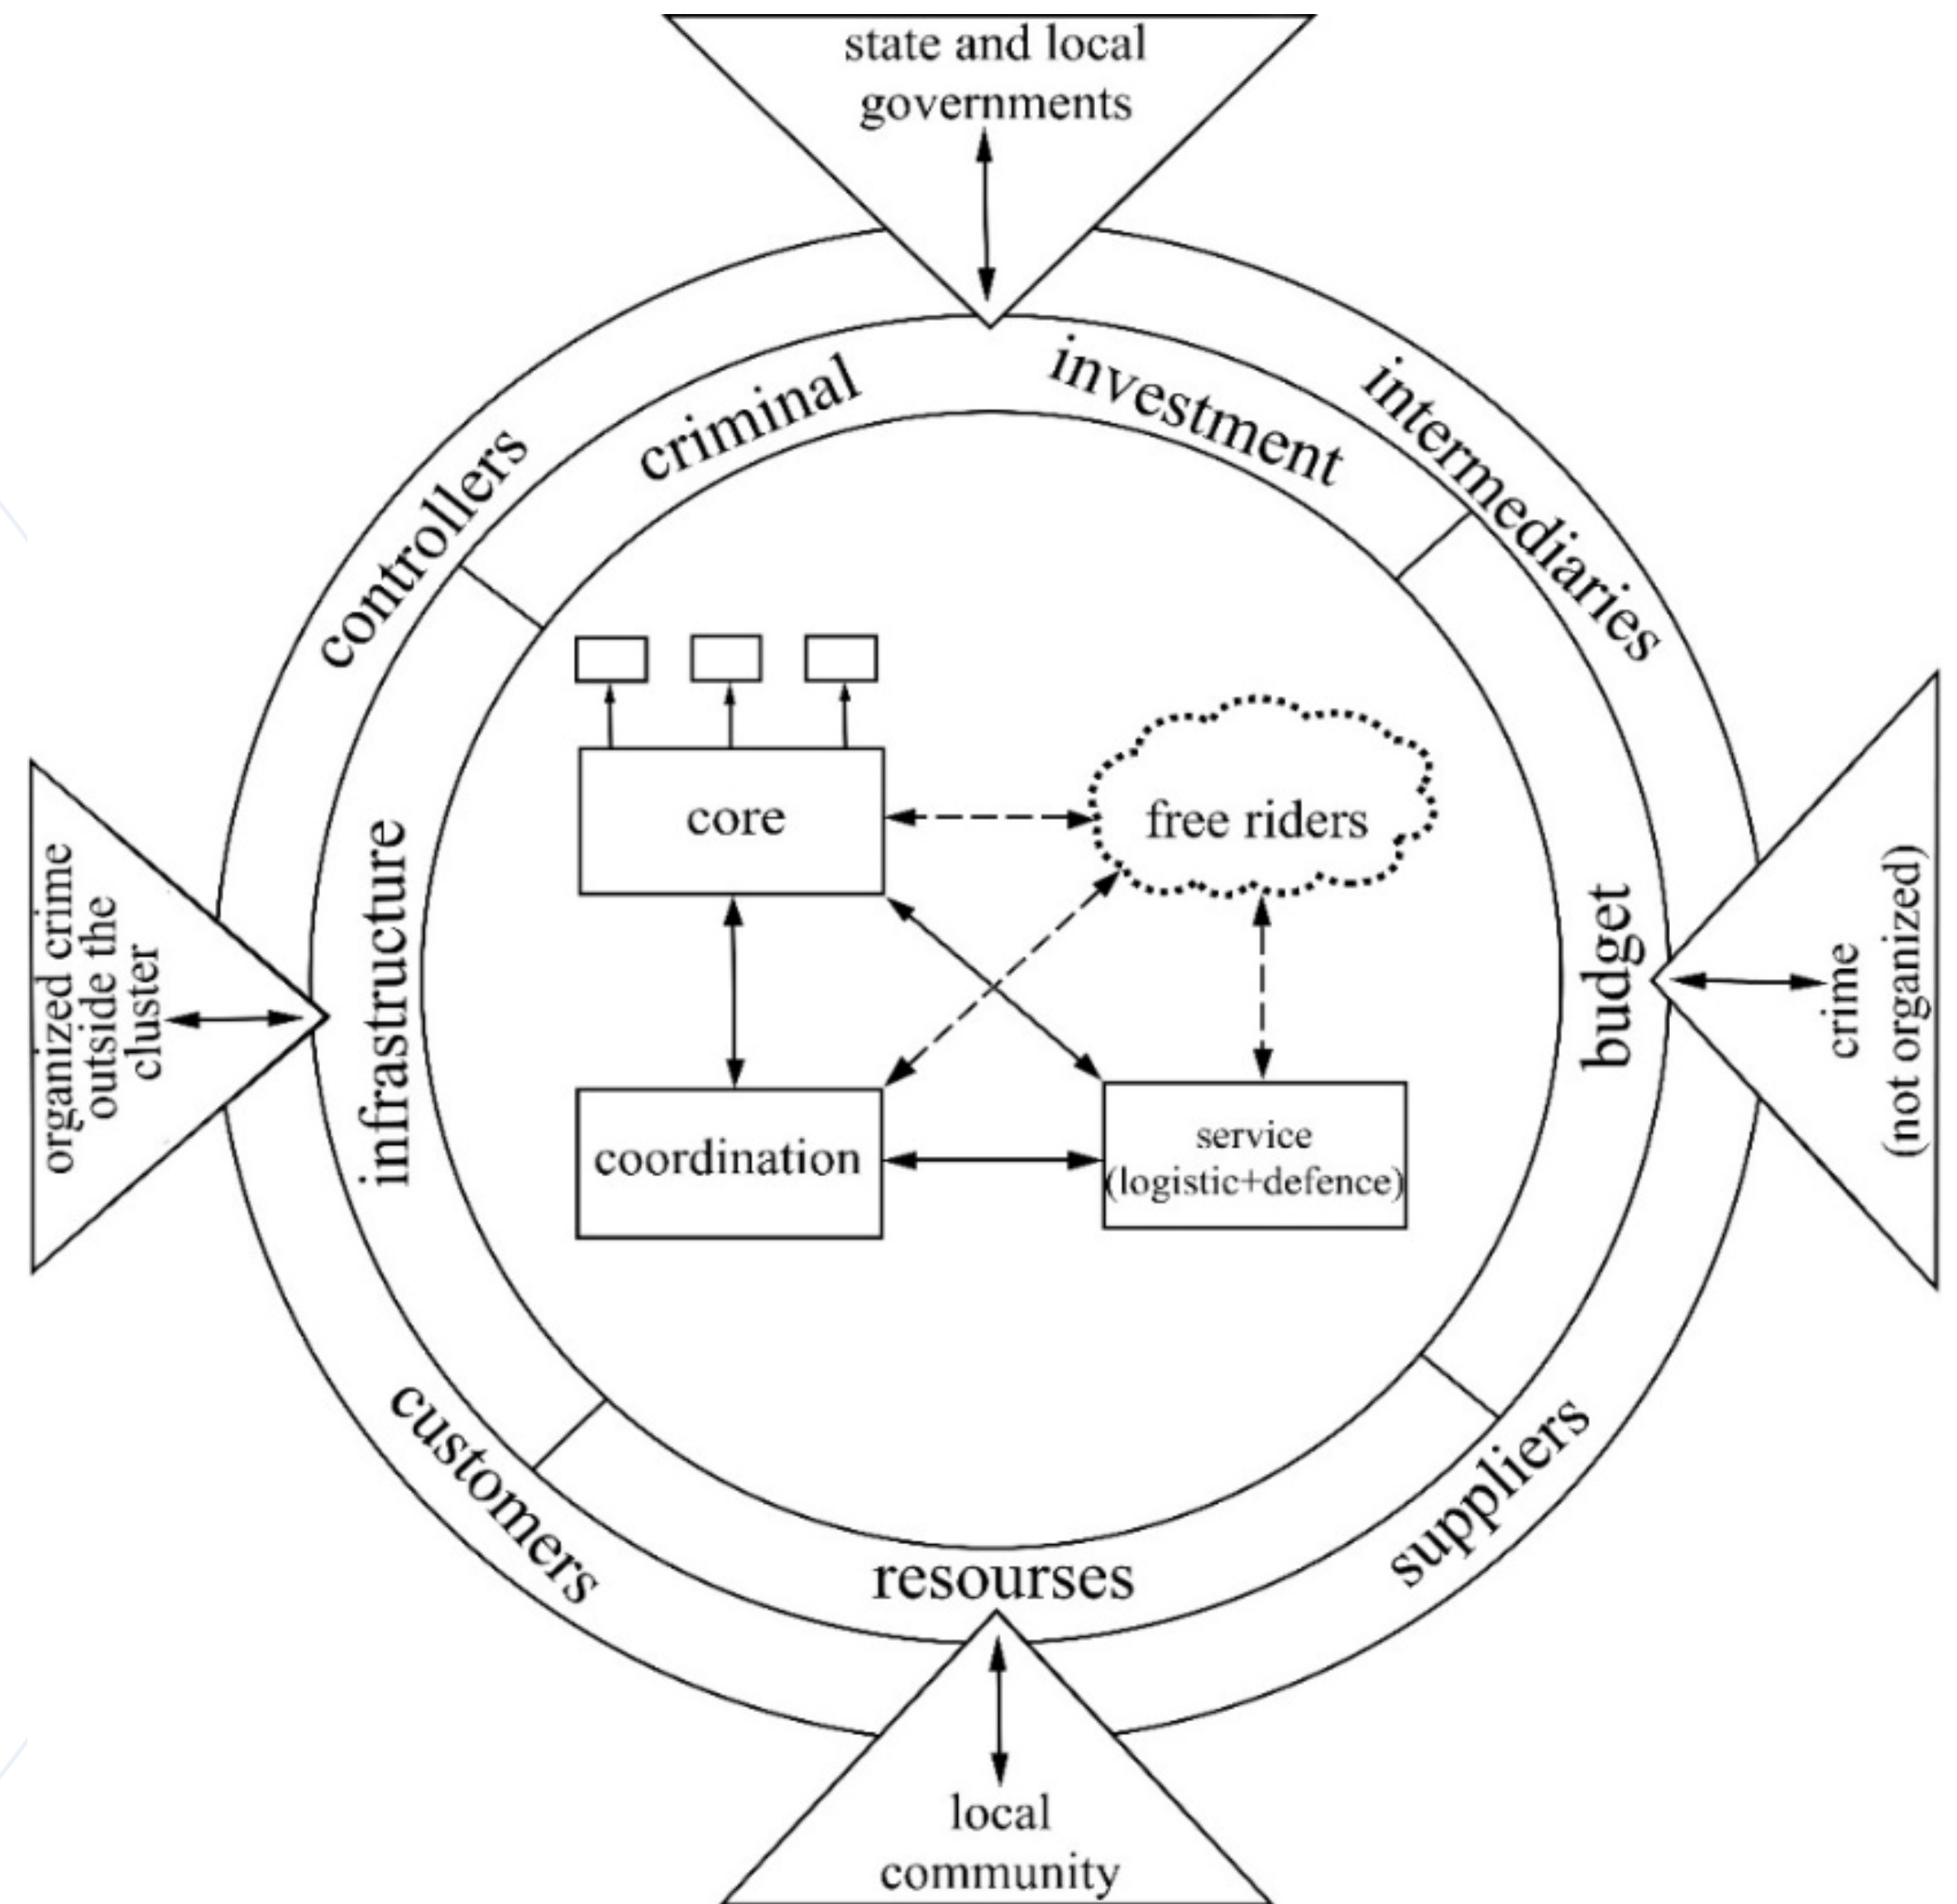 state and local
governments
criminal
investment
controllers
intermediaries
core
free riders
organized crime
outside the
cluster
infrastructure
budget
crime
(not organized)
coordination
service
(logistic+defence)
customers
suppliers
resourses
local
community